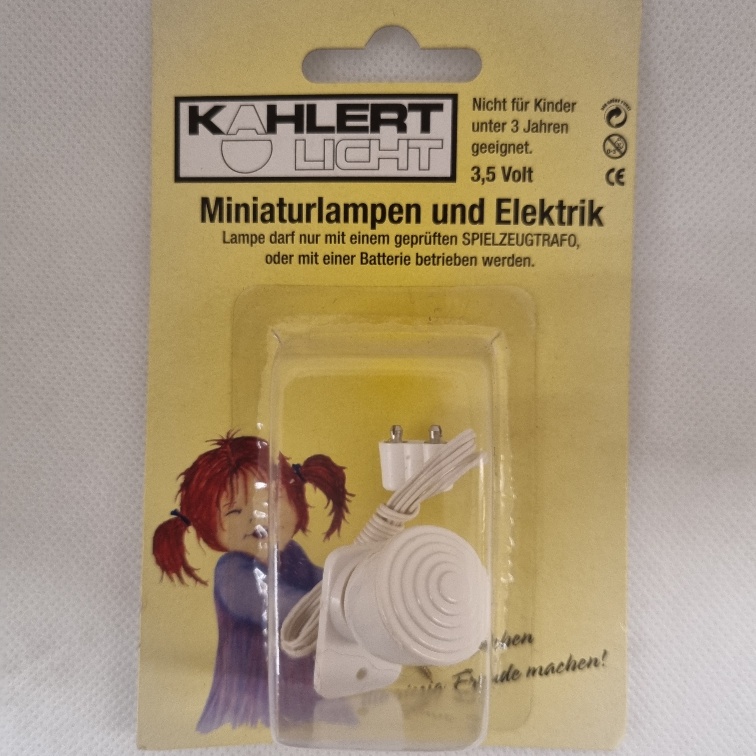 KAHLERT
LICHT
Nicht für Kinder
unter 3 Jahren
geeignet.
3,5 Volt
Miniaturlampen und Elektrik
Lampe darf nur mit einem geprüften SPIELZEUGTRAFO,
oder mit einer Batterie betrieben werden.
CE
machen!